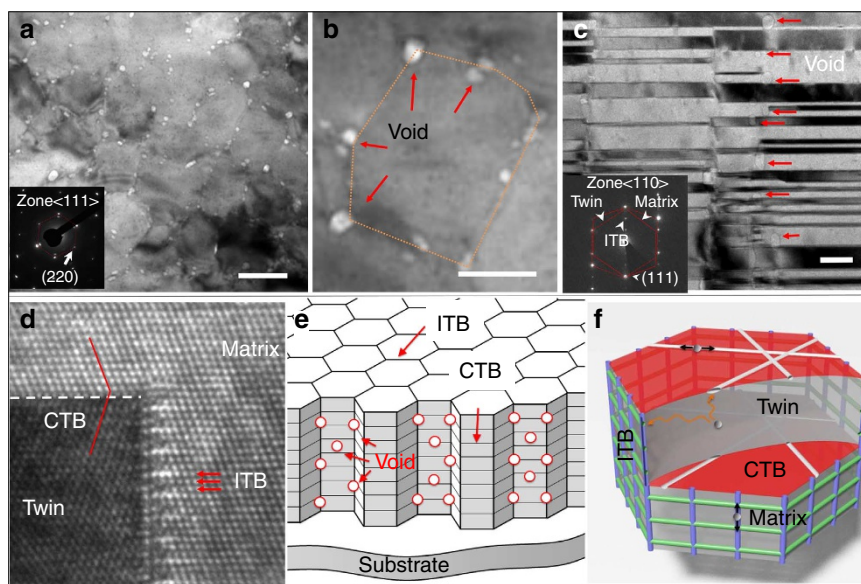 a
Zone<111>
(220)
b
Void
c
Void
Zone<110>
Twin
Matrix
ITB
(111)
d
Matrix
CTB
ITB
Twin
e
ITB
CTB
Void
Substrate
f
Twin
ITB
CTB
Matrix